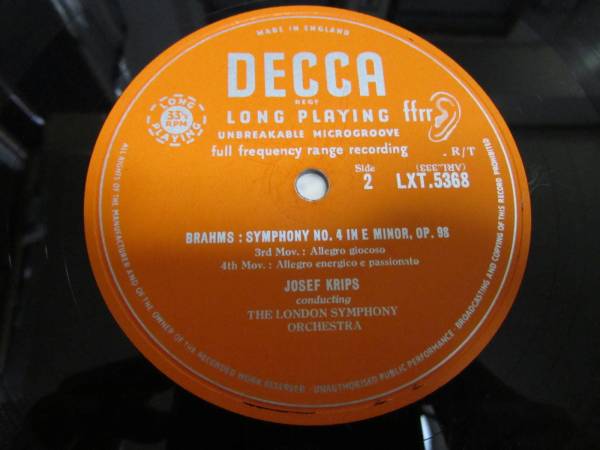 MADE IN ENGLAND
DECCA
REGD
LONG PLAYING
ffrr
UNBREAKABLE MICROGROOVE
full frequency range recording
LONG PLAYING
33⅓ RPM
. R/T
Side
2
(ARL.333)
LXT.5368
BRAHMS : SYMPHONY NO. 4 IN E MINOR, OP. 98
3rd Mov. : Allegro giocoso
4th Mov. : Allegro energico e passionato
JOSEF KRIPS
conducting
THE LONDON SYMPHONY
ORCHESTRA
ALL RIGHTS OF THE MANUFACTURER AND OF THE OWNER OF THE RECORDED WORK RESERVED · UNAUTHORISED PUBLIC PERFORMANCE · BROADCASTING AND COPYING OF THIS RECORD PROHIBITED